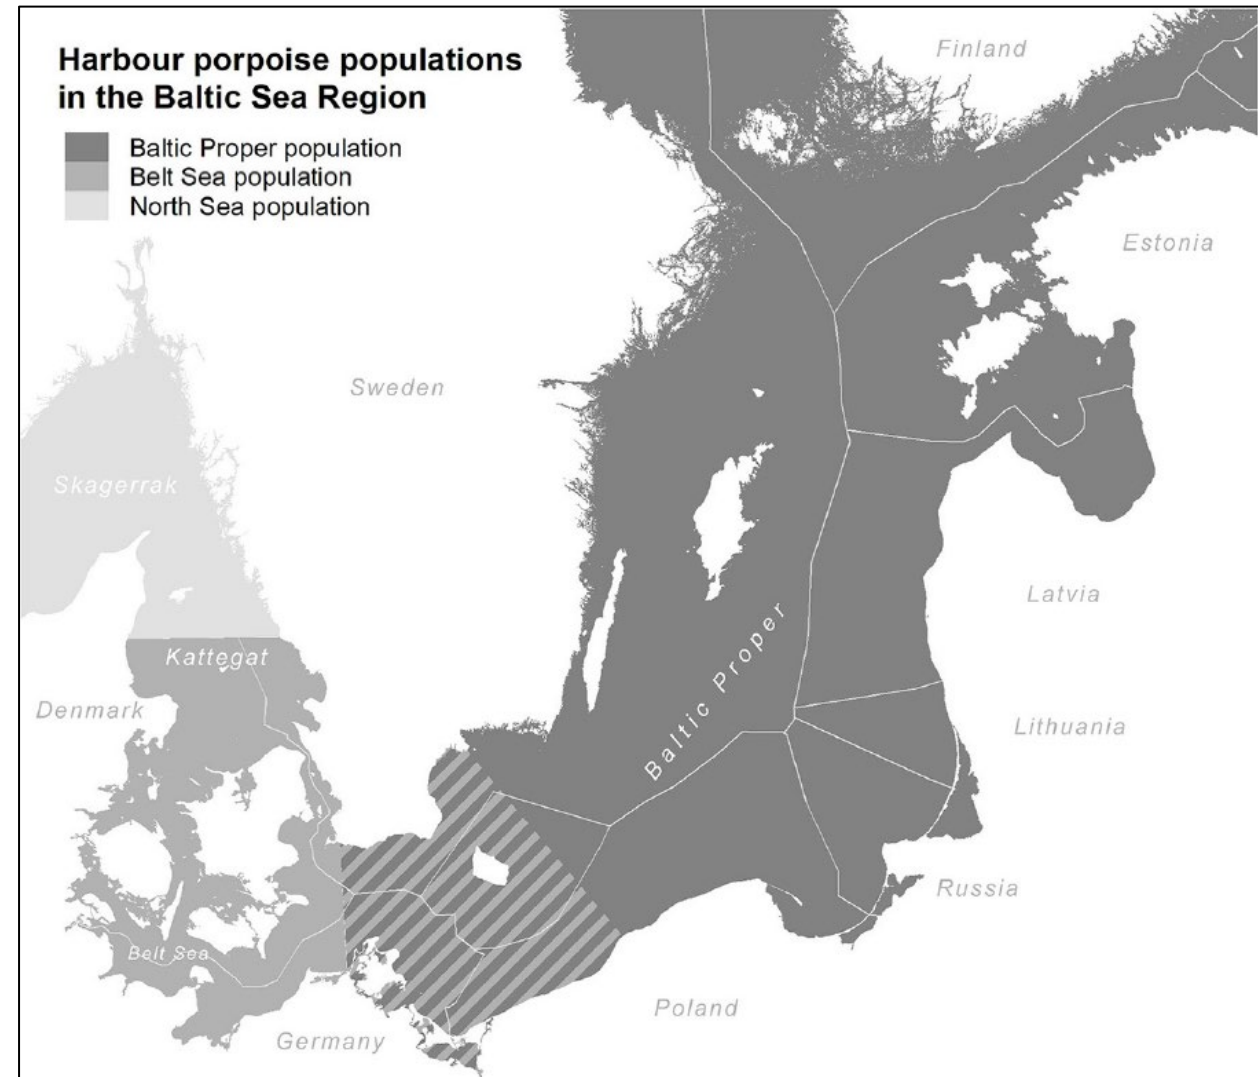 Harbour porpoise populations
in the Baltic Sea Region
Baltic Proper population
Belt Sea population
North Sea population
Finland
Estonia
Sweden
Skagerrak
Latvia
Kattegat
Denmark
Baltic Proper
Lithuania
Russia
Belt Sea
Poland
Germany